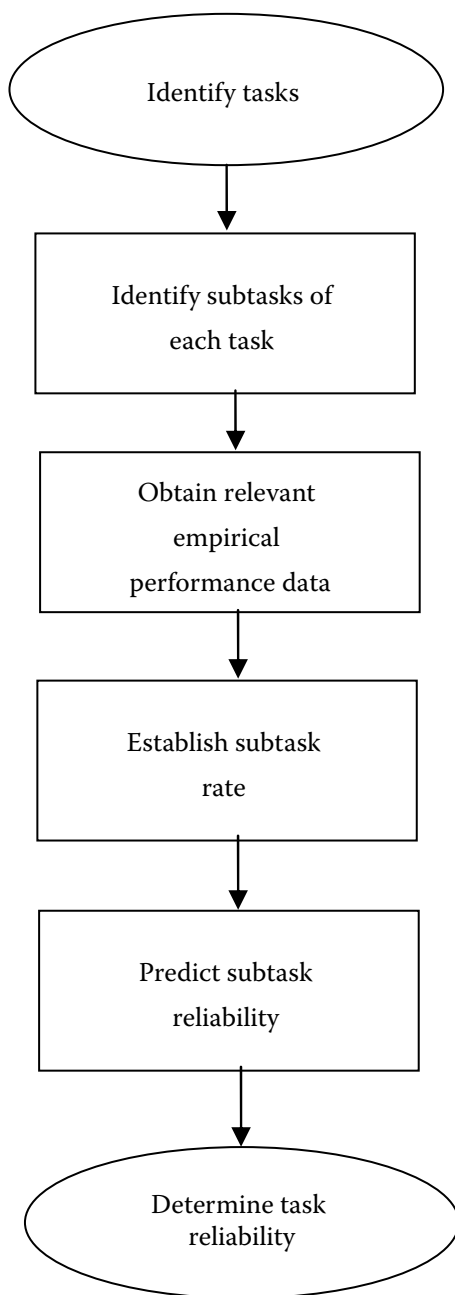 Identify tasks
Identify subtasks of
each task
Obtain relevant
empirical
performance data
Establish subtask
rate
Predict subtask
reliability
Determine task
reliability